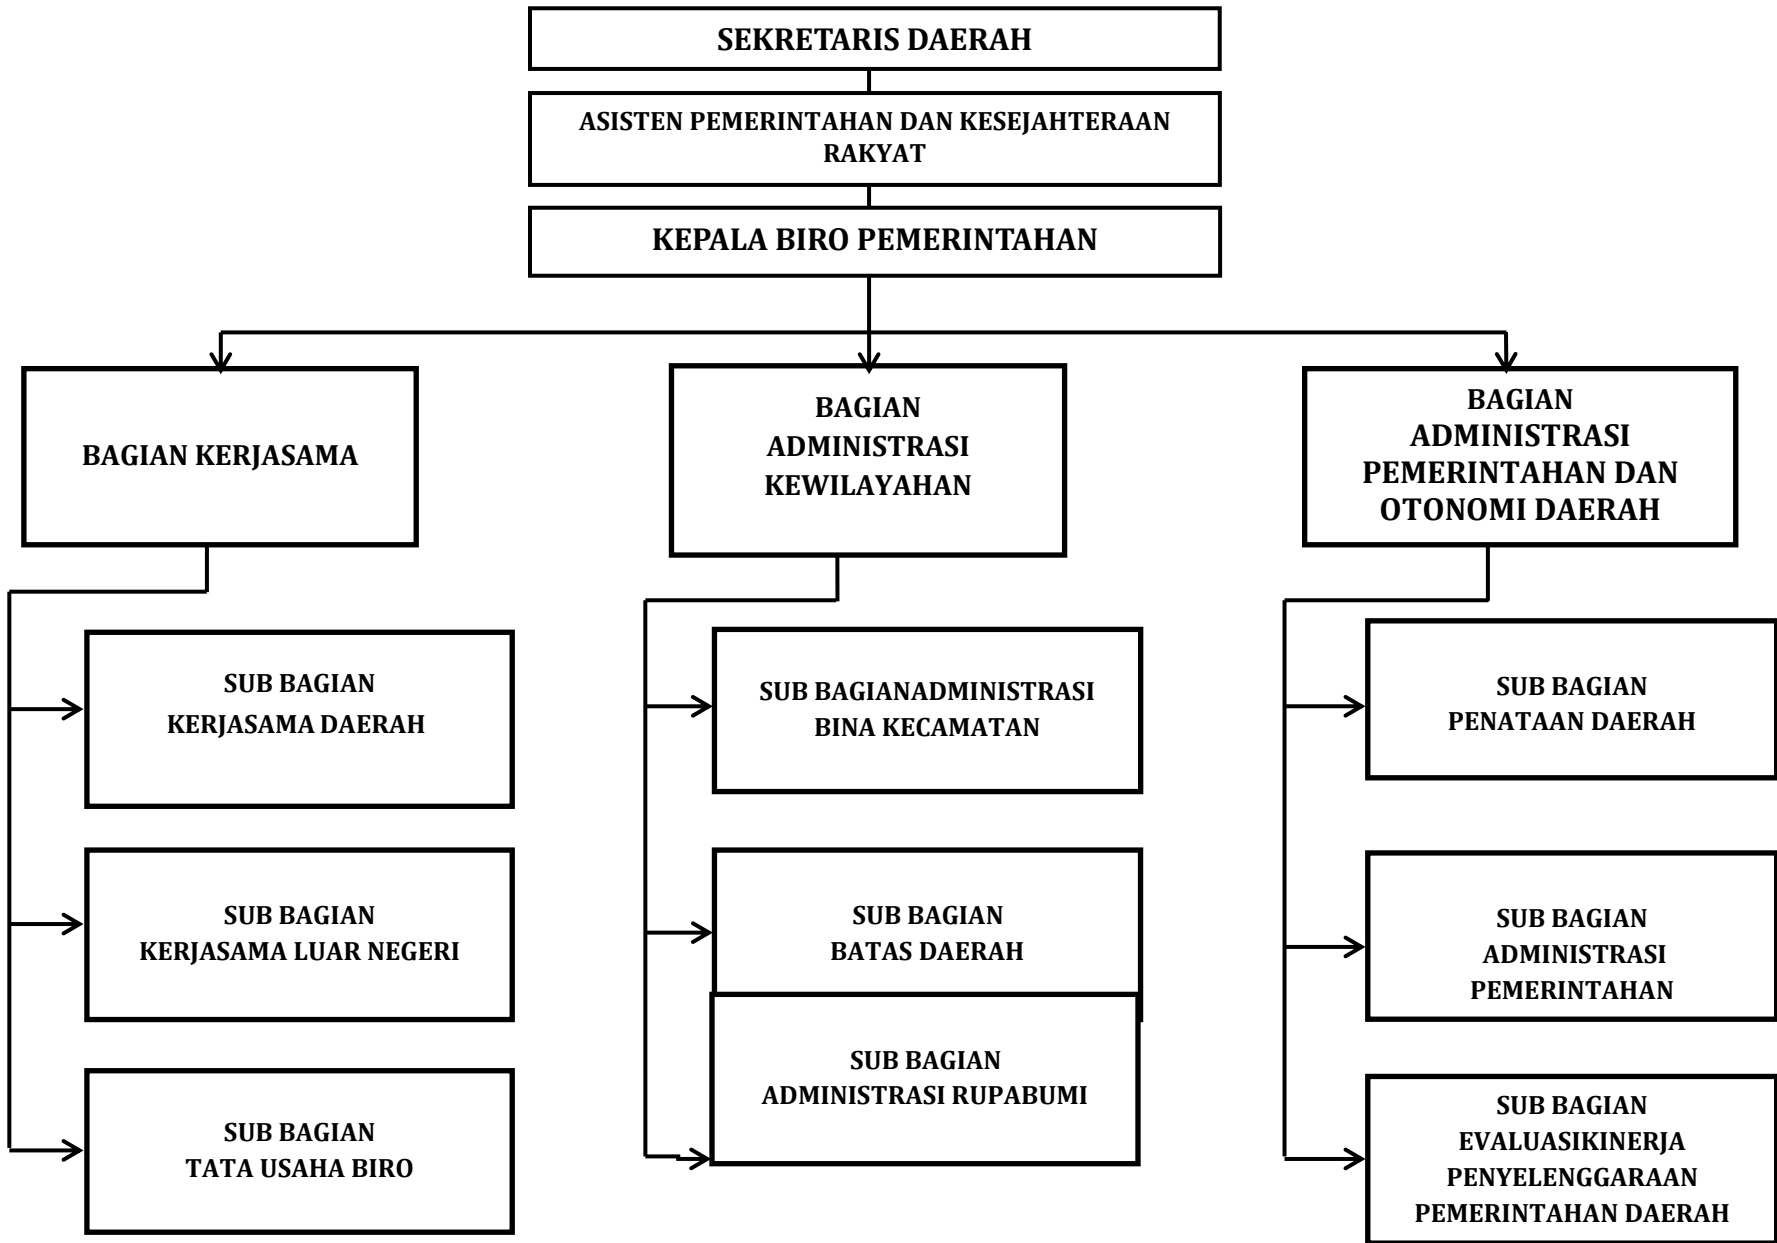 SEKRETARIS DAERAH
ASISTEN PEMERINTAHAN DAN KESEJAHTERAAN
RAKYAT
KEPALA BIRO PEMERINTAHAN
BAGIAN KERJASAMA
BAGIAN
ADMINISTRASI
KEWILAYAHAN
BAGIAN
ADMINISTRASI
PEMERINTAHAN DAN
OTONOMI DAERAH
SUB BAGIAN
KERJASAMA DAERAH
SUB BAGIANADMINISTRASI
BINA KECAMATAN
SUB BAGIAN
PENATAAN DAERAH
SUB BAGIAN
KERJASAMA LUAR NEGERI
SUB BAGIAN
BATAS DAERAH
SUB BAGIAN
ADMINISTRASI
PEMERINTAHAN
SUB BAGIAN
TATA USAHA BIRO
SUB BAGIAN
ADMINISTRASI RUPABUMI
SUB BAGIAN
EVALUASIKINERJA
PENYELENGGARAAN
PEMERINTAHAN DAERAH